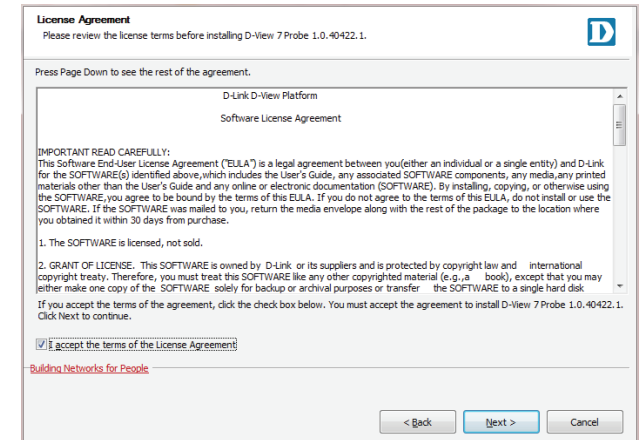 License Agreement
Please review the license terms before installing D-View 7 Probe 1.0.40422.1.
D
Press Page Down to see the rest of the agreement.
D-Link D-View Platform
Software License Agreement
IMPORTANT READ CAREFULLY:
This Software End-User License Agreement ("EULA") is a legal agreement between you(either an individual or a single entity) and D-Link
for the SOFTWARE(s) identified above,which includes the User's Guide, any associated SOFTWARE components, any media,any printed
materials other than the User's Guide and any online or electronic documentation (SOFTWARE). By installing, copying, or otherwise using
the SOFTWARE,you agree to be bound by the terms of this EULA. If you do not agree to the terms of this EULA, do not install or use the
SOFTWARE. If the SOFTWARE was mailed to you, return the media envelope along with the rest of the package to the location where
you obtained it within 30 days from purchase.
1. The SOFTWARE is licensed, not sold.
2. GRANT OF LICENSE. This SOFTWARE is owned by D-Link or its suppliers and is protected by copyright law and international
copyright treaty. Therefore, you must treat this SOFTWARE like any other copyrighted material (e.g.,a book), except that you may
either make one copy of the SOFTWARE solely for backup or archival purposes or transfer the SOFTWARE to a single hard disk
If you accept the terms of the agreement, click the check box below. You must accept the agreement to install D-View 7 Probe 1.0.40422.1.
Click Next to continue.
I accept the terms of the License Agreement
Building Networks for People
< Back Next > Cancel